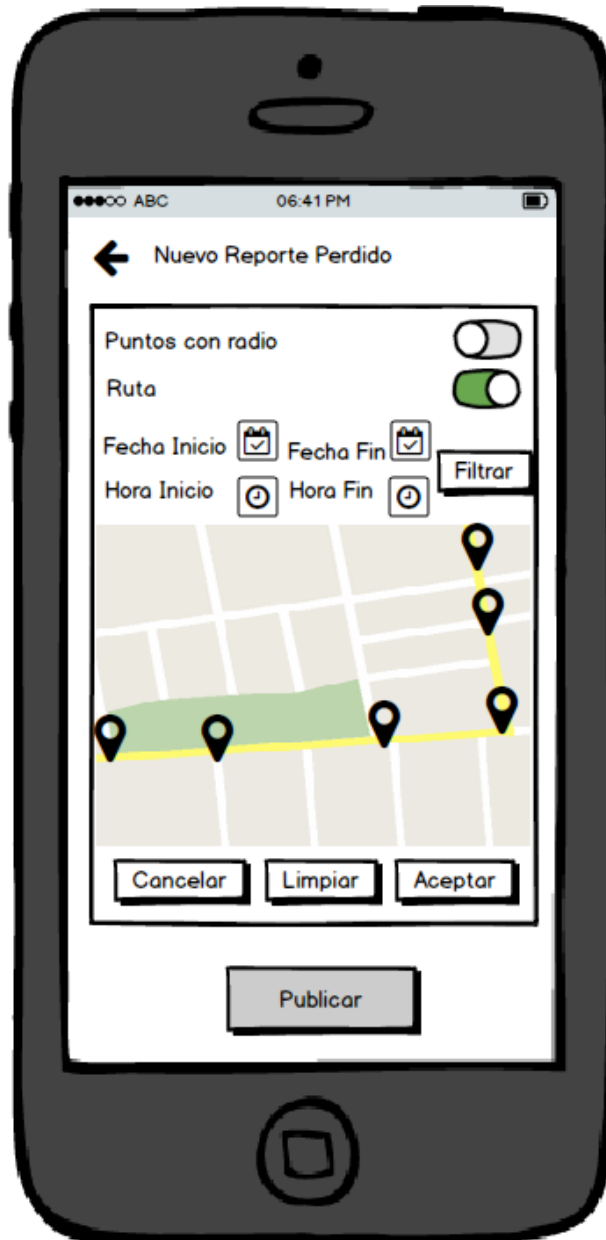 ABC 06:41 PM
Nuevo Reporte Perdido
Puntos con radio
Ruta
Fecha Inicio Fecha Fin
Filtrar
Hora Inicio Hora Fin
Cancelar Limpiar Aceptar
Publicar